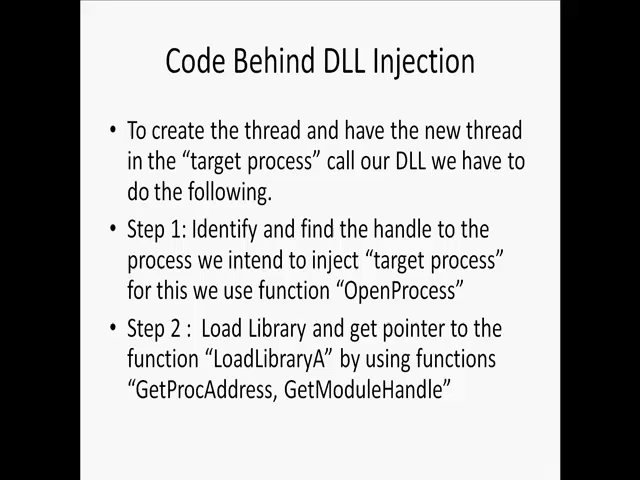 Code Behind DLL Injection
• To create the thread and have the new thread
in the “target process” call our DLL we have to
do the following.
• Step 1: Identify and find the handle to the
process we intend to inject “target process”
for this we use function “OpenProcess”
• Step 2 :  Load Library and get pointer to the
function “LoadLibraryA” by using functions
“GetProcAddress, GetModuleHandle”